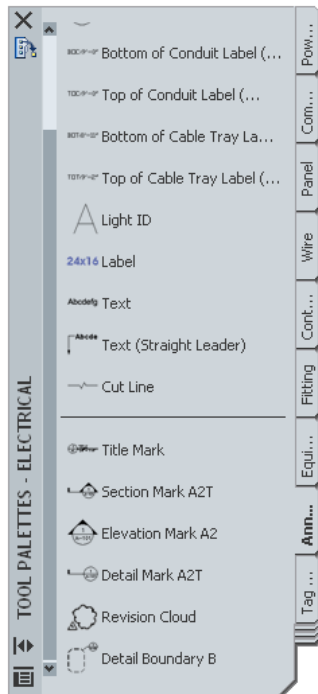 Bottom of Conduit Label (...
Top of Conduit Label (...
Bottom of Cable Tray La...
Top of Cable Tray Label (...
A Light ID
24x16 Label
Abcdefg Text
Abcde Text (Straight Leader)
Cut Line
Title Mark
Section Mark A2T
Elevation Mark A2
Detail Mark A2T
Revision Cloud
Detail Boundary B
TOOL PALETTES - ELECTRICAL
Pow...
Com...
Panel
Wire
Cont...
Fitting
Equi...
Ann...
Tag ...